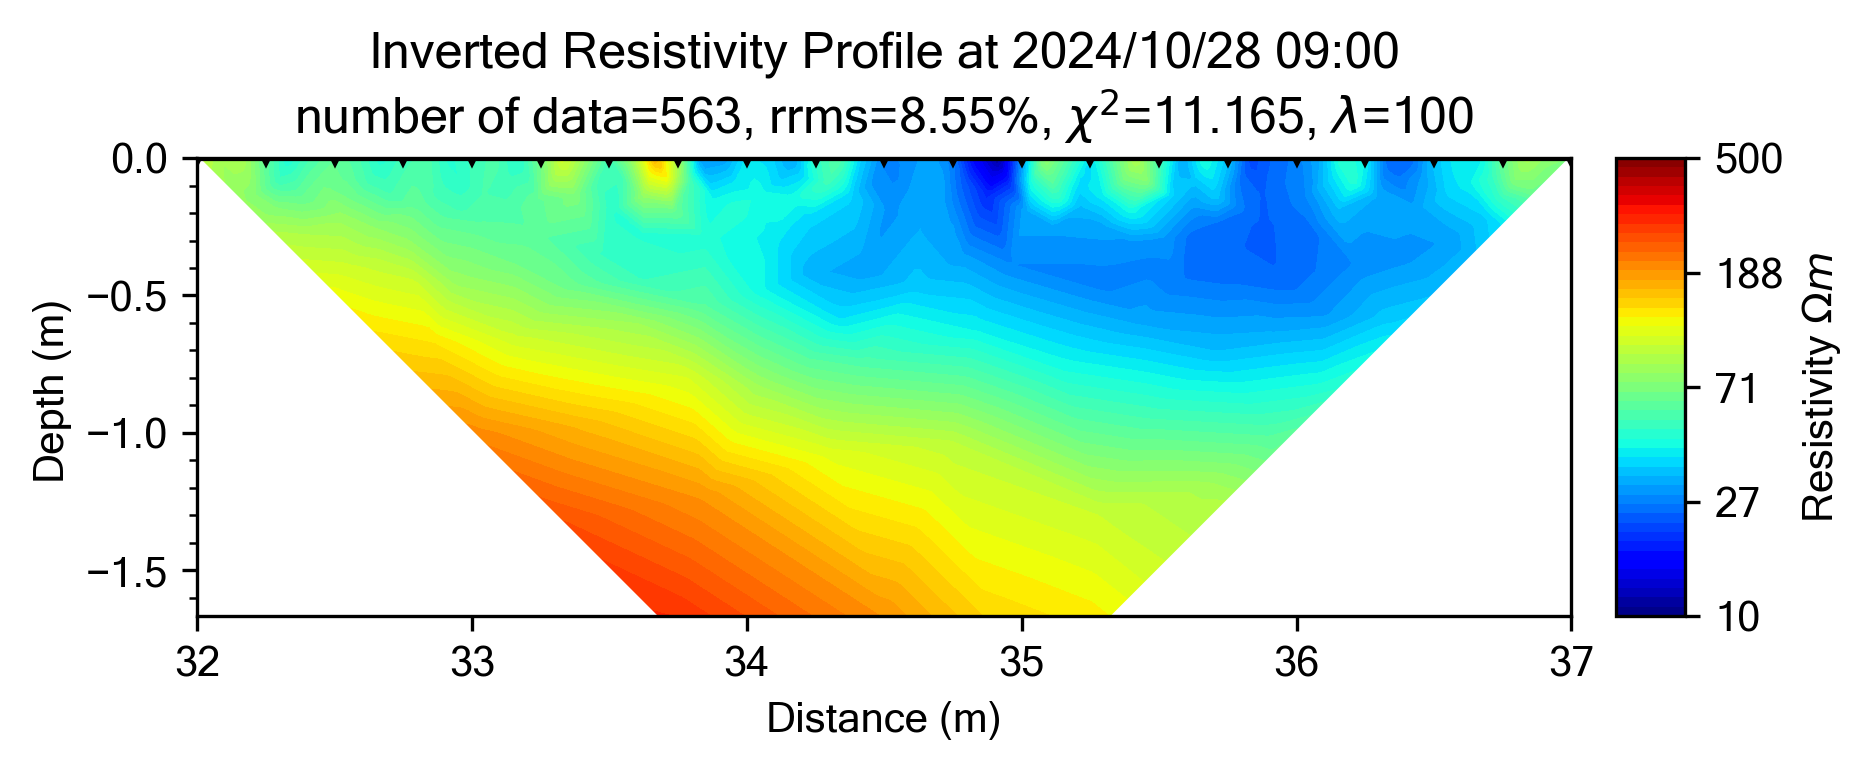 Inverted Resistivity Profile at 2024/10/28 09:00
number of data=563, rrms=8.55%, χ²=11.165, λ=100
0.0
−0.5
−1.0
−1.5
Depth (m)
32 33 34 35 36 37
Distance (m)
500
188
71
27
10
Resistivity Ωm